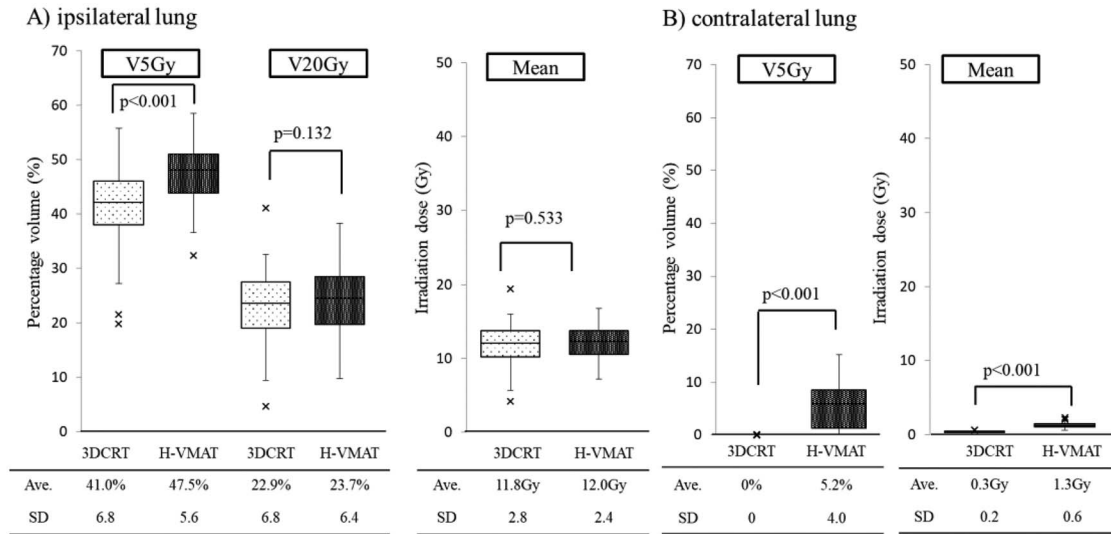 A) ipsilateral lung
V5Gy V20Gy
Percentage volume (%)
70
60
50
40
30
20
10
0
p<0.001
p=0.132
3DCRT H-VMAT 3DCRT H-VMAT
Ave. 41.0% 47.5% 22.9% 23.7%
SD 6.8 5.6 6.8 6.4
Mean
Irradiation dose (Gy)
50
40
30
20
10
0
p=0.533
3DCRT H-VMAT
11.8Gy 12.0Gy
2.8 2.4
B) contralateral lung
V5Gy
Percentage volume (%)
70
60
50
40
30
20
10
0
p<0.001
3DCRT H-VMAT
Ave. 0% 5.2%
SD 0 4.0
Mean
Irradiation dose (Gy)
50
40
30
20
10
0
p<0.001
3DCRT H-VMAT
Ave. 0.3Gy 1.3Gy
SD 0.2 0.6